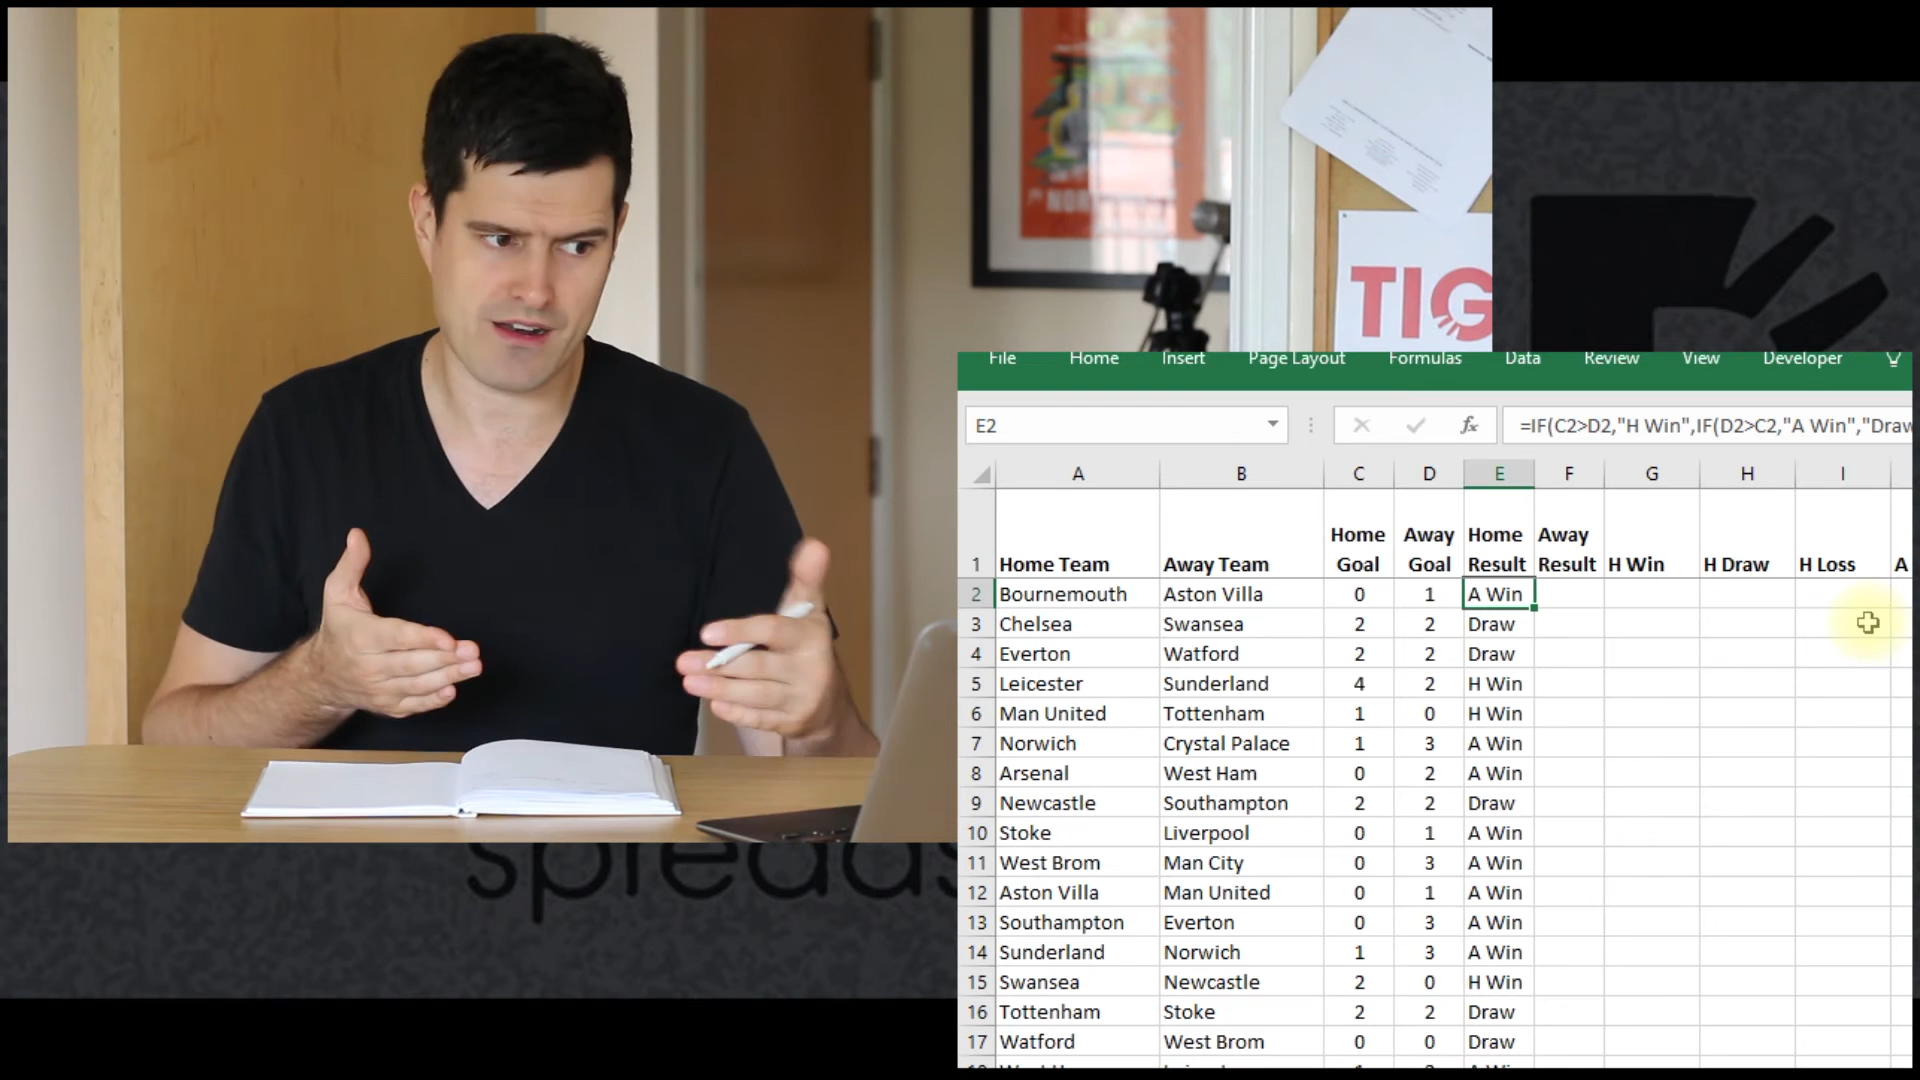 TIG
File Home Insert Page Layout Formulas Data Review View Developer
E2 fx =IF(C2>D2,"H Win",IF(D2>C2,"A Win","Draw
A B C D E F G H I
1 Home Team Away Team Home Goal Away Goal Home Result Away Result H Win H Draw H Loss A
2 Bournemouth Aston Villa 0 1 A Win
3 Chelsea Swansea 2 2 Draw
4 Everton Watford 2 2 Draw
5 Leicester Sunderland 4 2 H Win
6 Man United Tottenham 1 0 H Win
7 Norwich Crystal Palace 1 3 A Win
8 Arsenal West Ham 0 2 A Win
9 Newcastle Southampton 2 2 Draw
10 Stoke Liverpool 0 1 A Win
11 West Brom Man City 0 3 A Win
12 Aston Villa Man United 0 1 A Win
13 Southampton Everton 0 3 A Win
14 Sunderland Norwich 1 3 A Win
15 Swansea Newcastle 2 0 H Win
16 Tottenham Stoke 2 2 Draw
17 Watford West Brom 0 0 Draw
spreads